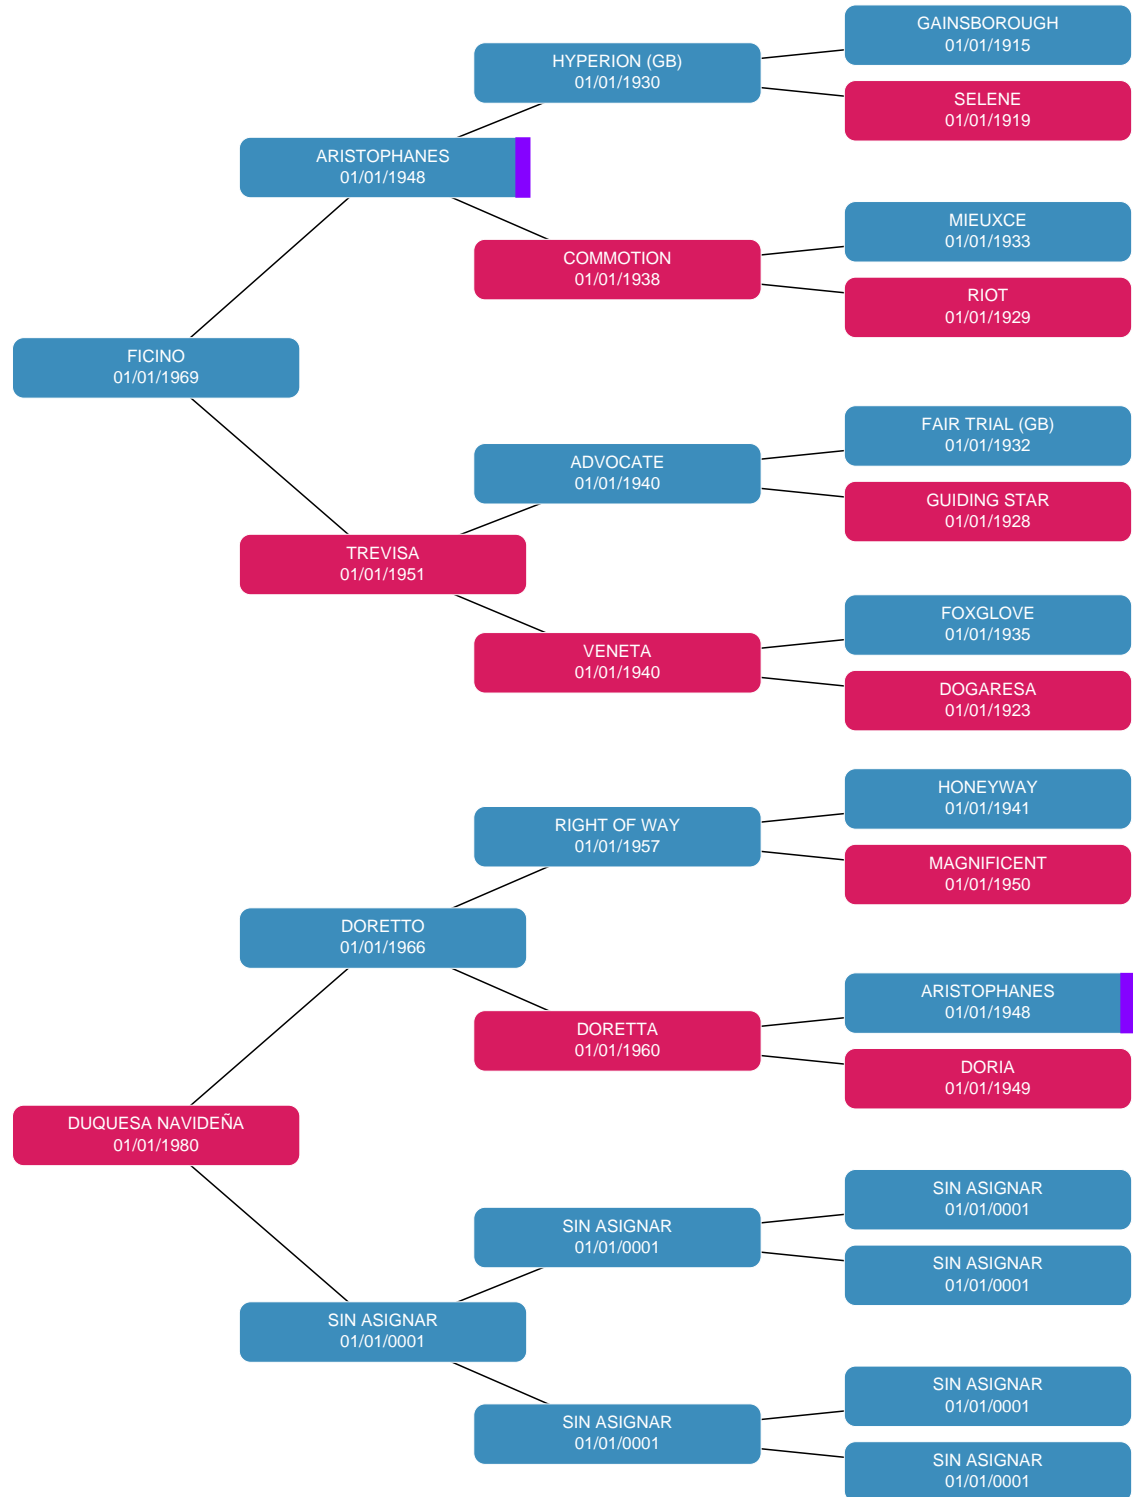 GAINSBOROUGH
01/01/1915
HYPERION (GB)
01/01/1930
SELENE
01/01/1919
ARISTOPHANES
01/01/1948
MIEUXCE
01/01/1933
COMMOTION
01/01/1938
RIOT
01/01/1929
FICINO
01/01/1969
FAIR TRIAL (GB)
01/01/1932
ADVOCATE
01/01/1940
GUIDING STAR
01/01/1928
TREVISA
01/01/1951
FOXGLOVE
01/01/1935
VENETA
01/01/1940
DOGARESA
01/01/1923
HONEYWAY
01/01/1941
RIGHT OF WAY
01/01/1957
MAGNIFICENT
01/01/1950
DORETTO
01/01/1966
ARISTOPHANES
01/01/1948
DORETTA
01/01/1960
DORIA
01/01/1949
DUQUESA NAVIDEÑA
01/01/1980
SIN ASIGNAR
01/01/0001
SIN ASIGNAR
01/01/0001
SIN ASIGNAR
01/01/0001
SIN ASIGNAR
01/01/0001
SIN ASIGNAR
01/01/0001
SIN ASIGNAR
01/01/0001
SIN ASIGNAR
01/01/0001